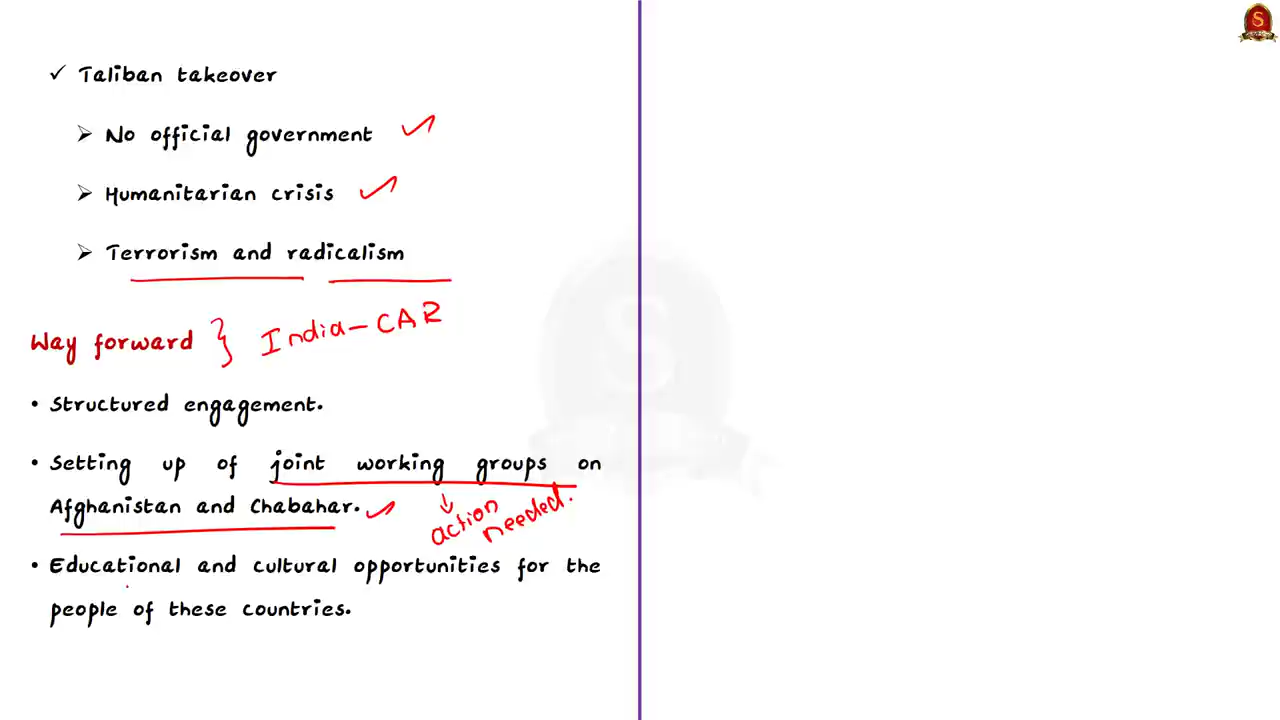 ✓ Taliban takeover
➢ No official government ✓
➢ Humanitarian crisis ✓
➢ Terrorism and radicalism
Way forward } India-CAR
• Structured engagement.
• Setting up of joint working groups on
Afghanistan and Chabahar. ✓ ↓ action needed.
• Educational and cultural opportunities for the
people of these countries.
S